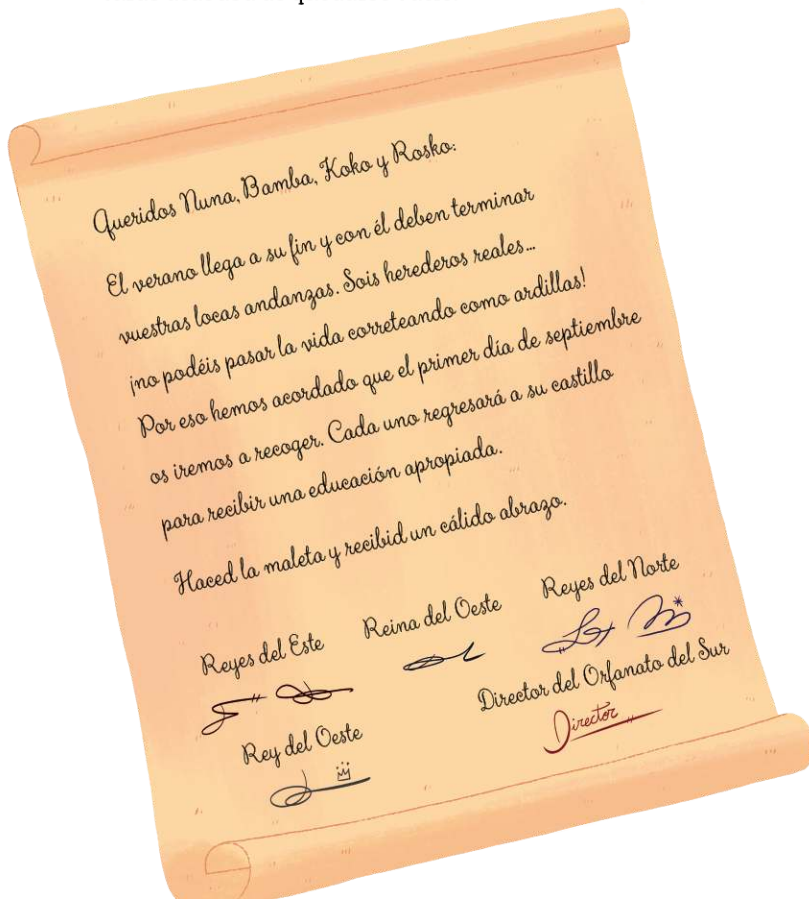 Queridos Nuna, Bamba, Koko y Rosko:
El verano llega a su fin y con él deben terminar
vuestras locas andanzas. Sois herederos reales...
¡no podéis pasar la vida correteando como ardillas!
Por eso hemos acordado que el primer día de septiembre
os iremos a recoger. Cada uno regresará a su castillo
para recibir una educación apropiada.
Haced la maleta y recibid un cálido abrazo.
Reyes del Este
Reina del Oeste
Reyes del Norte
Rey del Oeste
Director del Orfanato del Sur
Director